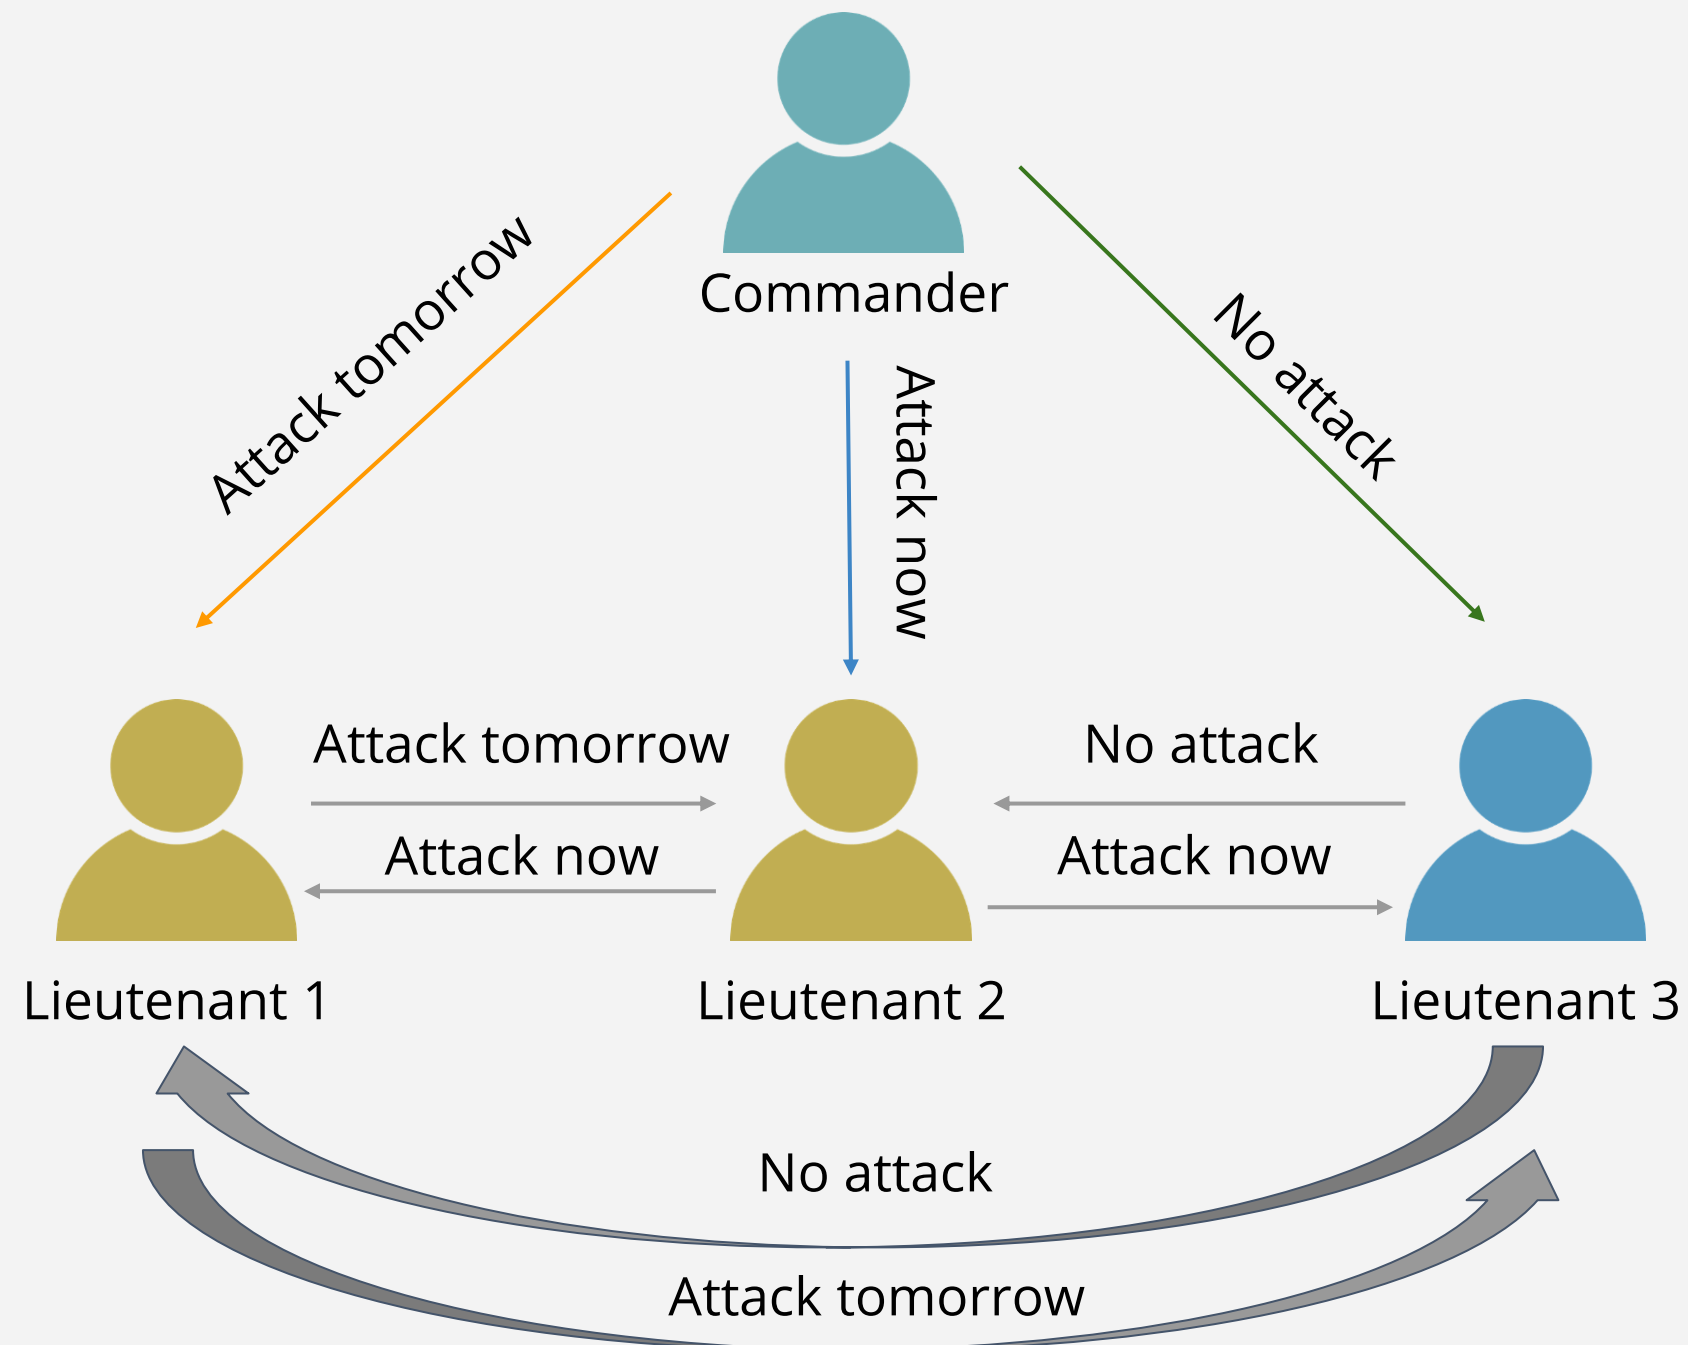 Commander
Attack tomorrow
Attack now
No attack
Attack tomorrow
No attack
Attack now
Attack now
Lieutenant 1
Lieutenant 2
Lieutenant 3
No attack
Attack tomorrow